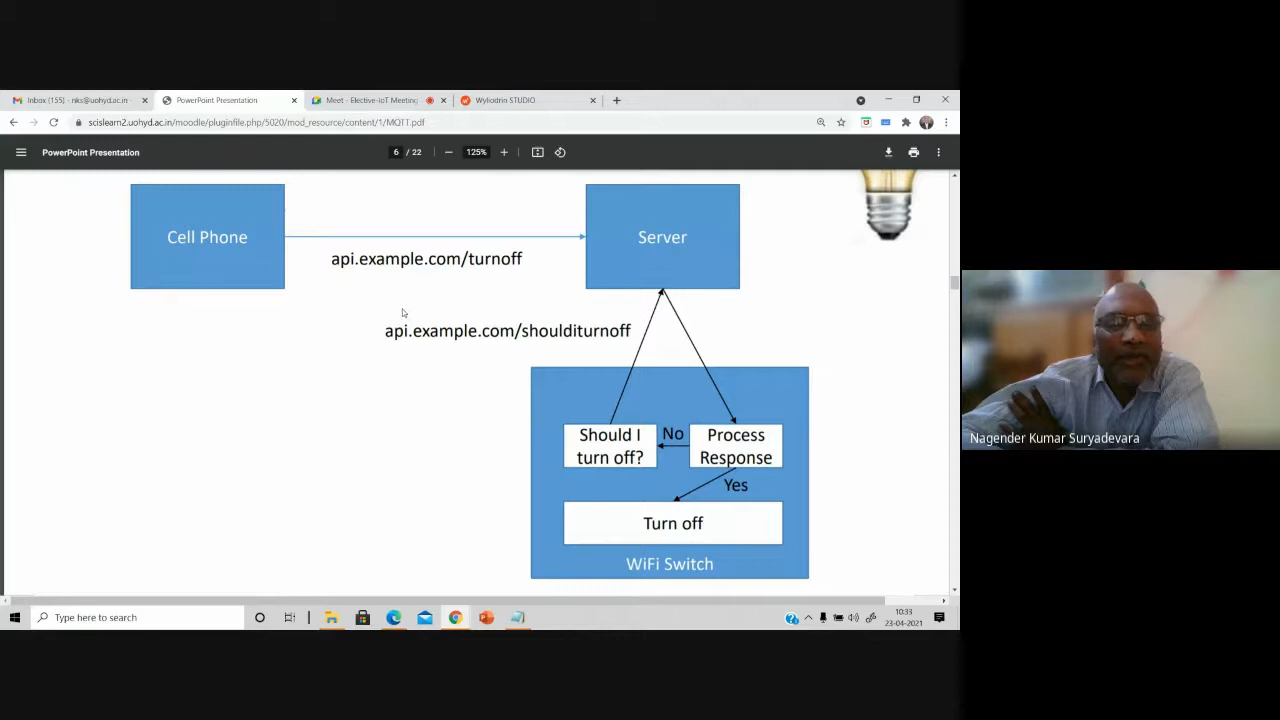 Inbox (155) - nks@uohyd.ac.in -
PowerPoint Presentation
Meet - Elective-IoT Meeting
Wyliodrin STUDIO
scislearn2.uohyd.ac.in/moodle/pluginfile.php/5020/mod_resource/content/1/MQTT.pdf
PowerPoint Presentation
6 / 22
125%
Cell Phone
Server
api.example.com/turnoff
api.example.com/shoulditurnoff
Should I
turn off?
No
Process
Response
Yes
Turn off
WiFi Switch
Nagender Kumar Suryadevara
Type here to search
10:33
23-04-2021